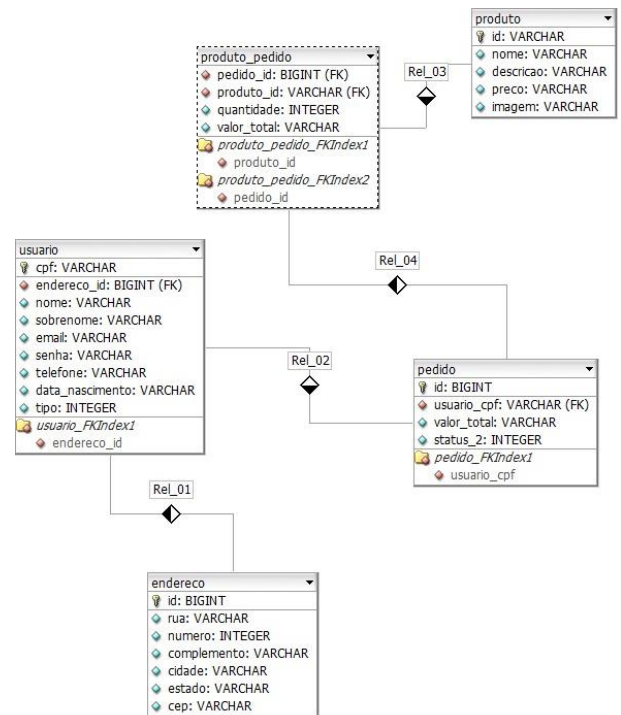 produto
id: VARCHAR
nome: VARCHAR
descricao: VARCHAR
preco: VARCHAR
imagem: VARCHAR
produto_pedido
pedido_id: BIGINT (FK)
produto_id: VARCHAR (FK)
quantidade: INTEGER
valor_total: VARCHAR
produto_pedido_FKIndex1
produto_id
produto_pedido_FKIndex2
pedido_id
Rel_03
Rel_04
usuario
cpf: VARCHAR
endereco_id: BIGINT (FK)
nome: VARCHAR
sobrenome: VARCHAR
email: VARCHAR
senha: VARCHAR
telefone: VARCHAR
data_nascimento: VARCHAR
tipo: INTEGER
usuario_FKIndex1
endereco_id
Rel_02
pedido
id: BIGINT
usuario_cpf: VARCHAR (FK)
valor_total: VARCHAR
status_2: INTEGER
pedido_FKIndex1
usuario_cpf
Rel_01
endereco
id: BIGINT
rua: VARCHAR
numero: INTEGER
complemento: VARCHAR
cidade: VARCHAR
estado: VARCHAR
cep: VARCHAR